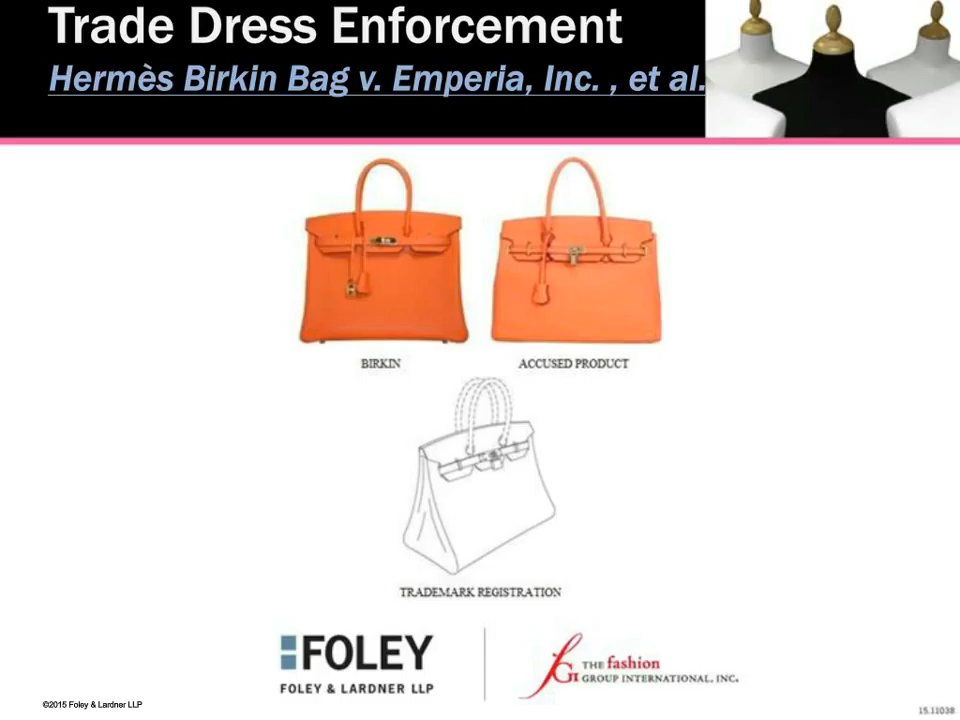 Trade Dress Enforcement
Hermès Birkin Bag v. Emperia, Inc. , et al.
BIRKIN
ACCUSED PRODUCT
TRADEMARK REGISTRATION
FOLEY
FOLEY & LARDNER LLP
FGI
THE fashion
GROUP INTERNATIONAL, INC.
©2015 Foley & Lardner LLP
15.11038